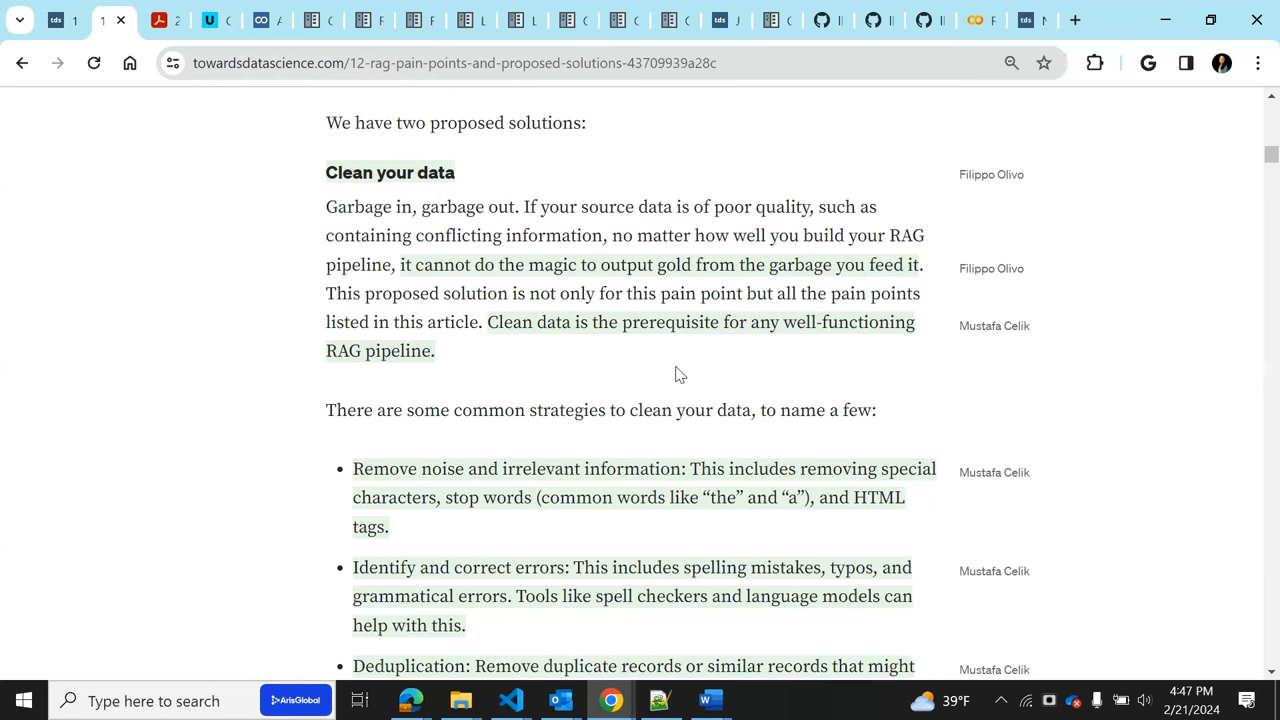 tds
1
2
U
C
A
C
F
F
L
L
C
C
C
tds
J
C
II
II
II
F
tds
N
towardsdatascience.com/12-rag-pain-points-and-proposed-solutions-43709939a28c
We have two proposed solutions:
Clean your data
Filippo Olivo
Garbage in, garbage out. If your source data is of poor quality, such as
containing conflicting information, no matter how well you build your RAG
pipeline, it cannot do the magic to output gold from the garbage you feed it.
Filippo Olivo
This proposed solution is not only for this pain point but all the pain points
listed in this article. Clean data is the prerequisite for any well-functioning
Mustafa Celik
RAG pipeline.
There are some common strategies to clean your data, to name a few:
• Remove noise and irrelevant information: This includes removing special
Mustafa Celik
characters, stop words (common words like “the” and “a”), and HTML
tags.
• Identify and correct errors: This includes spelling mistakes, typos, and
Mustafa Celik
grammatical errors. Tools like spell checkers and language models can
help with this.
• Deduplication: Remove duplicate records or similar records that might
Mustafa Celik
Type here to search
ArisGlobal
39°F
4:47 PM
2/21/2024